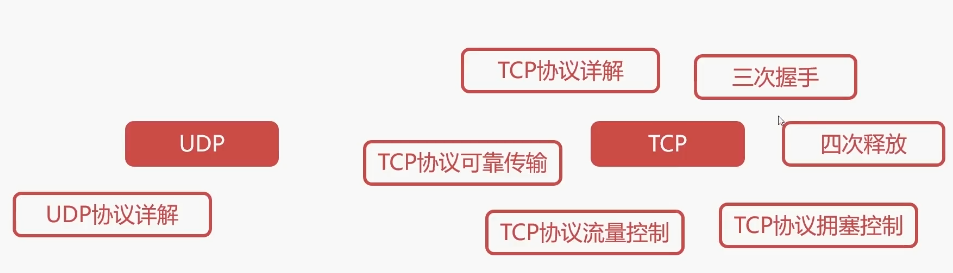 TCP协议详解
三次握手
UDP
TCP
四次释放
TCP协议可靠传输
UDP协议详解
TCP协议流量控制
TCP协议拥塞控制